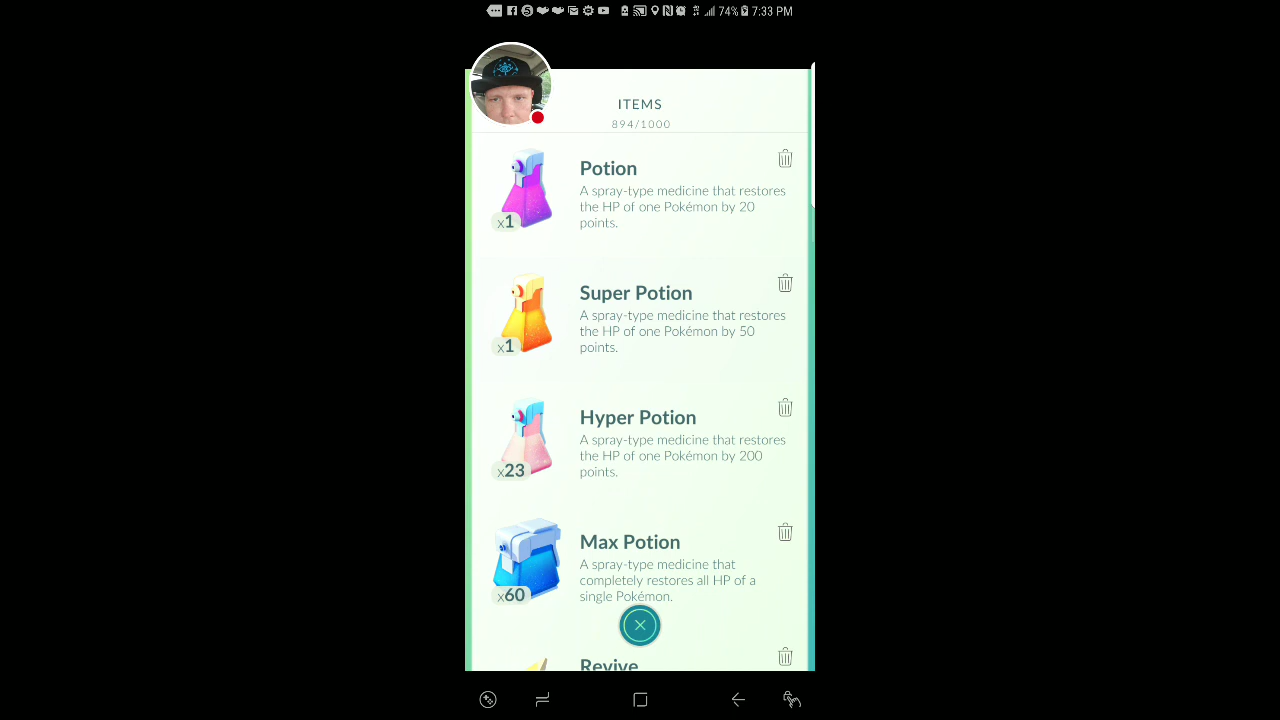 74% 7:33 PM
ITEMS
894/1000
Potion
A spray-type medicine that restores
the HP of one Pokémon by 20
points.
x1
Super Potion
A spray-type medicine that restores
the HP of one Pokémon by 50
points.
x1
Hyper Potion
A spray-type medicine that restores
the HP of one Pokémon by 200
points.
x23
Max Potion
A spray-type medicine that
completely restores all HP of a
single Pokémon.
x60
Revive